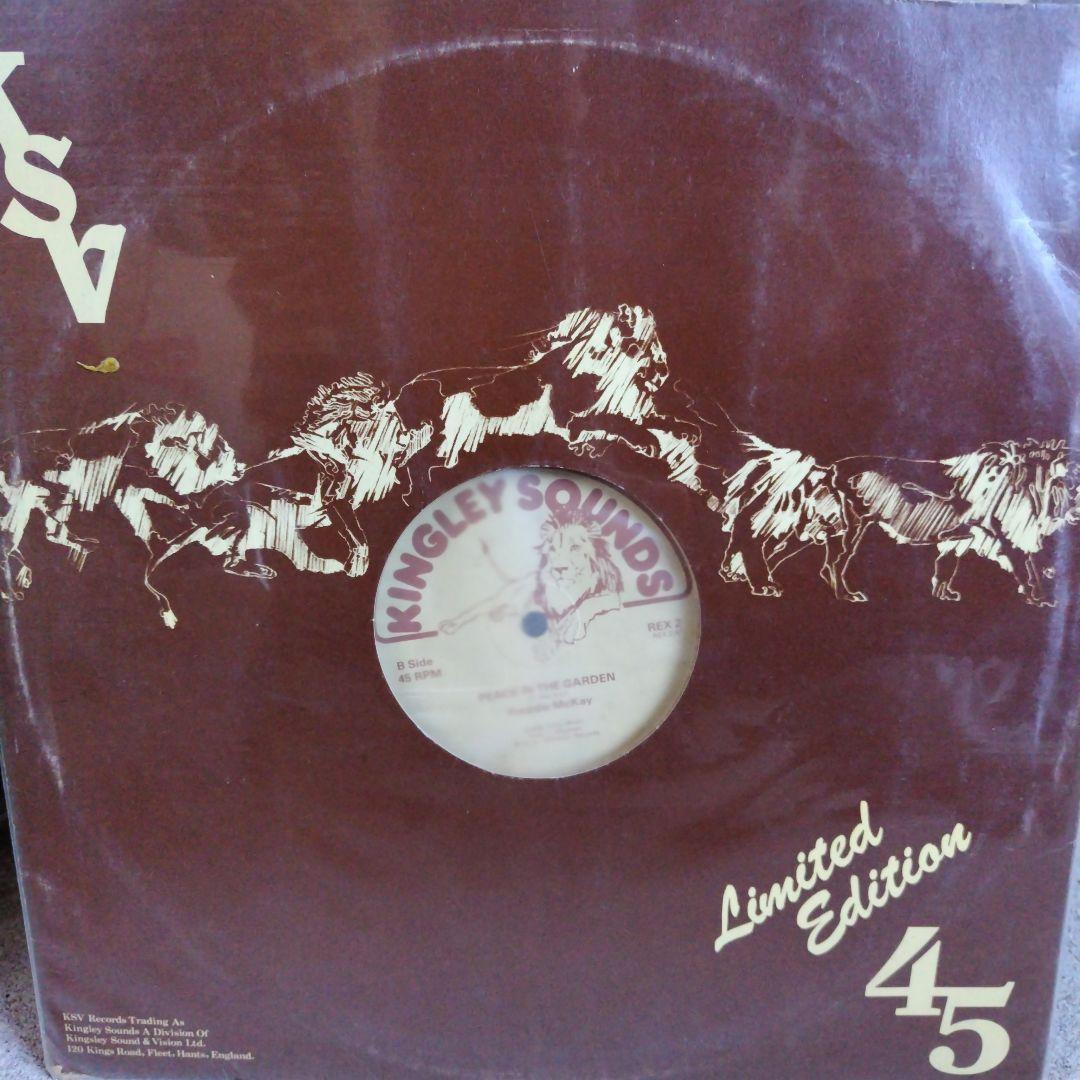 KSV
KINGLEY SOUNDS
B Side
45 RPM
REX 2
PEACE IN THE GARDEN
Freddie McKay
Limited
Edition
45
KSV Records Trading As
Kingley Sounds A Division Of
Kingsley Sound & Vision Ltd.
120 Kings Road, Fleet, Hants, England.